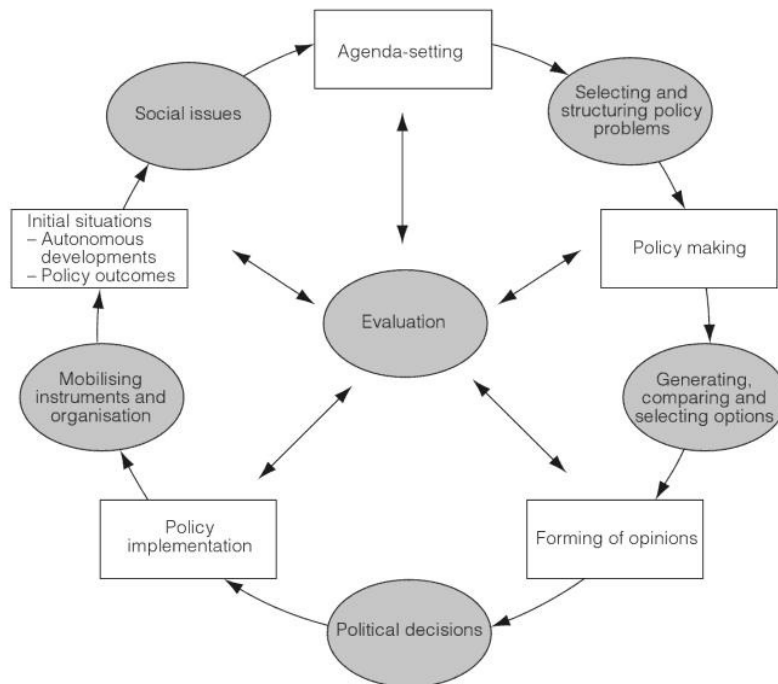 Agenda-setting
Social issues
Selecting and
structuring policy
problems
Initial situations
– Autonomous
developments
– Policy outcomes
Policy making
Evaluation
Mobilising
instruments and
organisation
Generating,
comparing and
selecting options
Policy
implementation
Forming of opinions
Political decisions